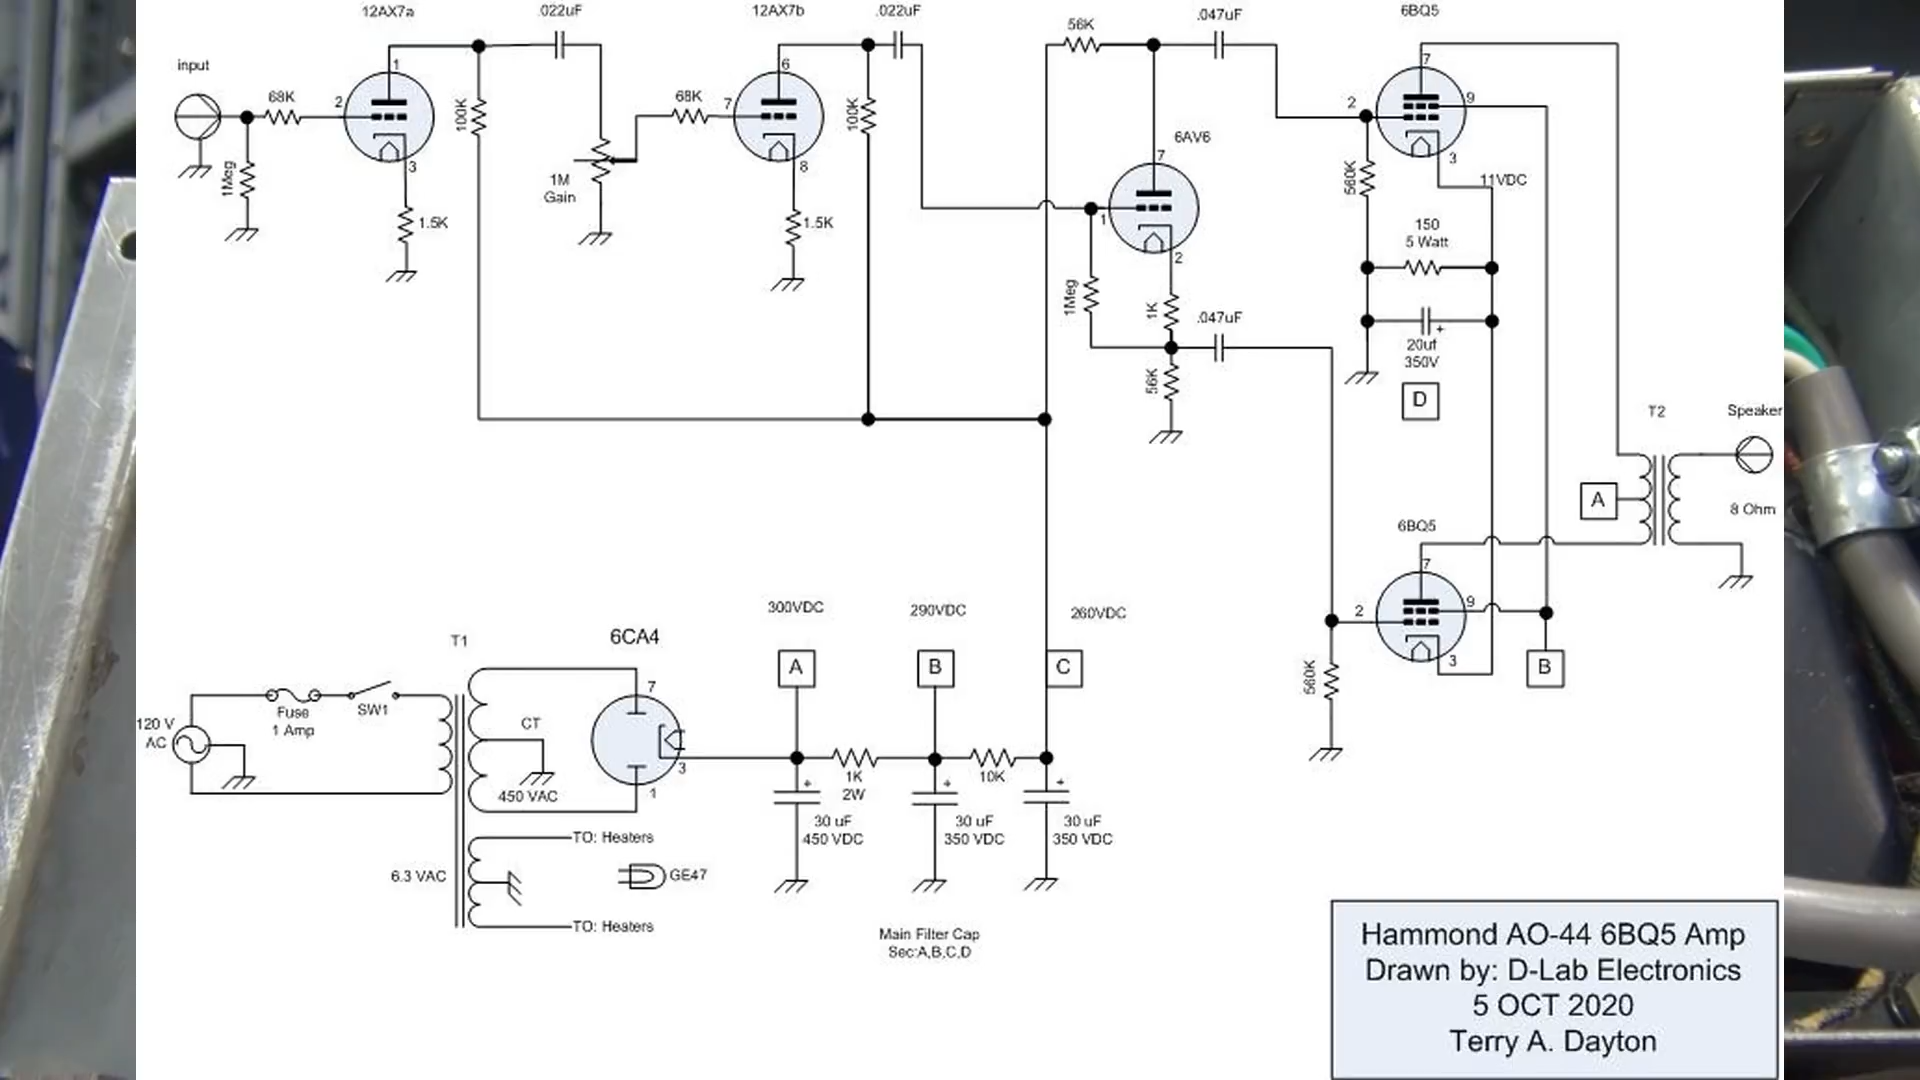 12AX7a
.022uF
12AX7b
.022uF
56K
.047uF
6BQ5
input
1
6
7
68K
2
100K
68K
7
100K
2
9
6AV6
7
1Meg
3
1M
Gain
8
560K
3
11VDC
1.5K
1.5K
1
150
5 Watt
2
1Meg
1K
.047uF
+
20uf
350V
56K
D
T2
Speaker
A
8 Ohm
6BQ5
7
300VDC
290VDC
260VDC
2
9
T1
6CA4
A
B
C
3
B
560K
7
Fuse
1 Amp
SW1
CT
120 V
AC
3
1K
2W
10K
450 VAC
1
+
+
+
30 uF
450 VDC
30 uF
350 VDC
30 uF
350 VDC
TO: Heaters
6.3 VAC
GE47
TO: Heaters
Main Filter Cap
Sec:A,B,C,D
Hammond AO-44 6BQ5 Amp
Drawn by: D-Lab Electronics
5 OCT 2020
Terry A. Dayton